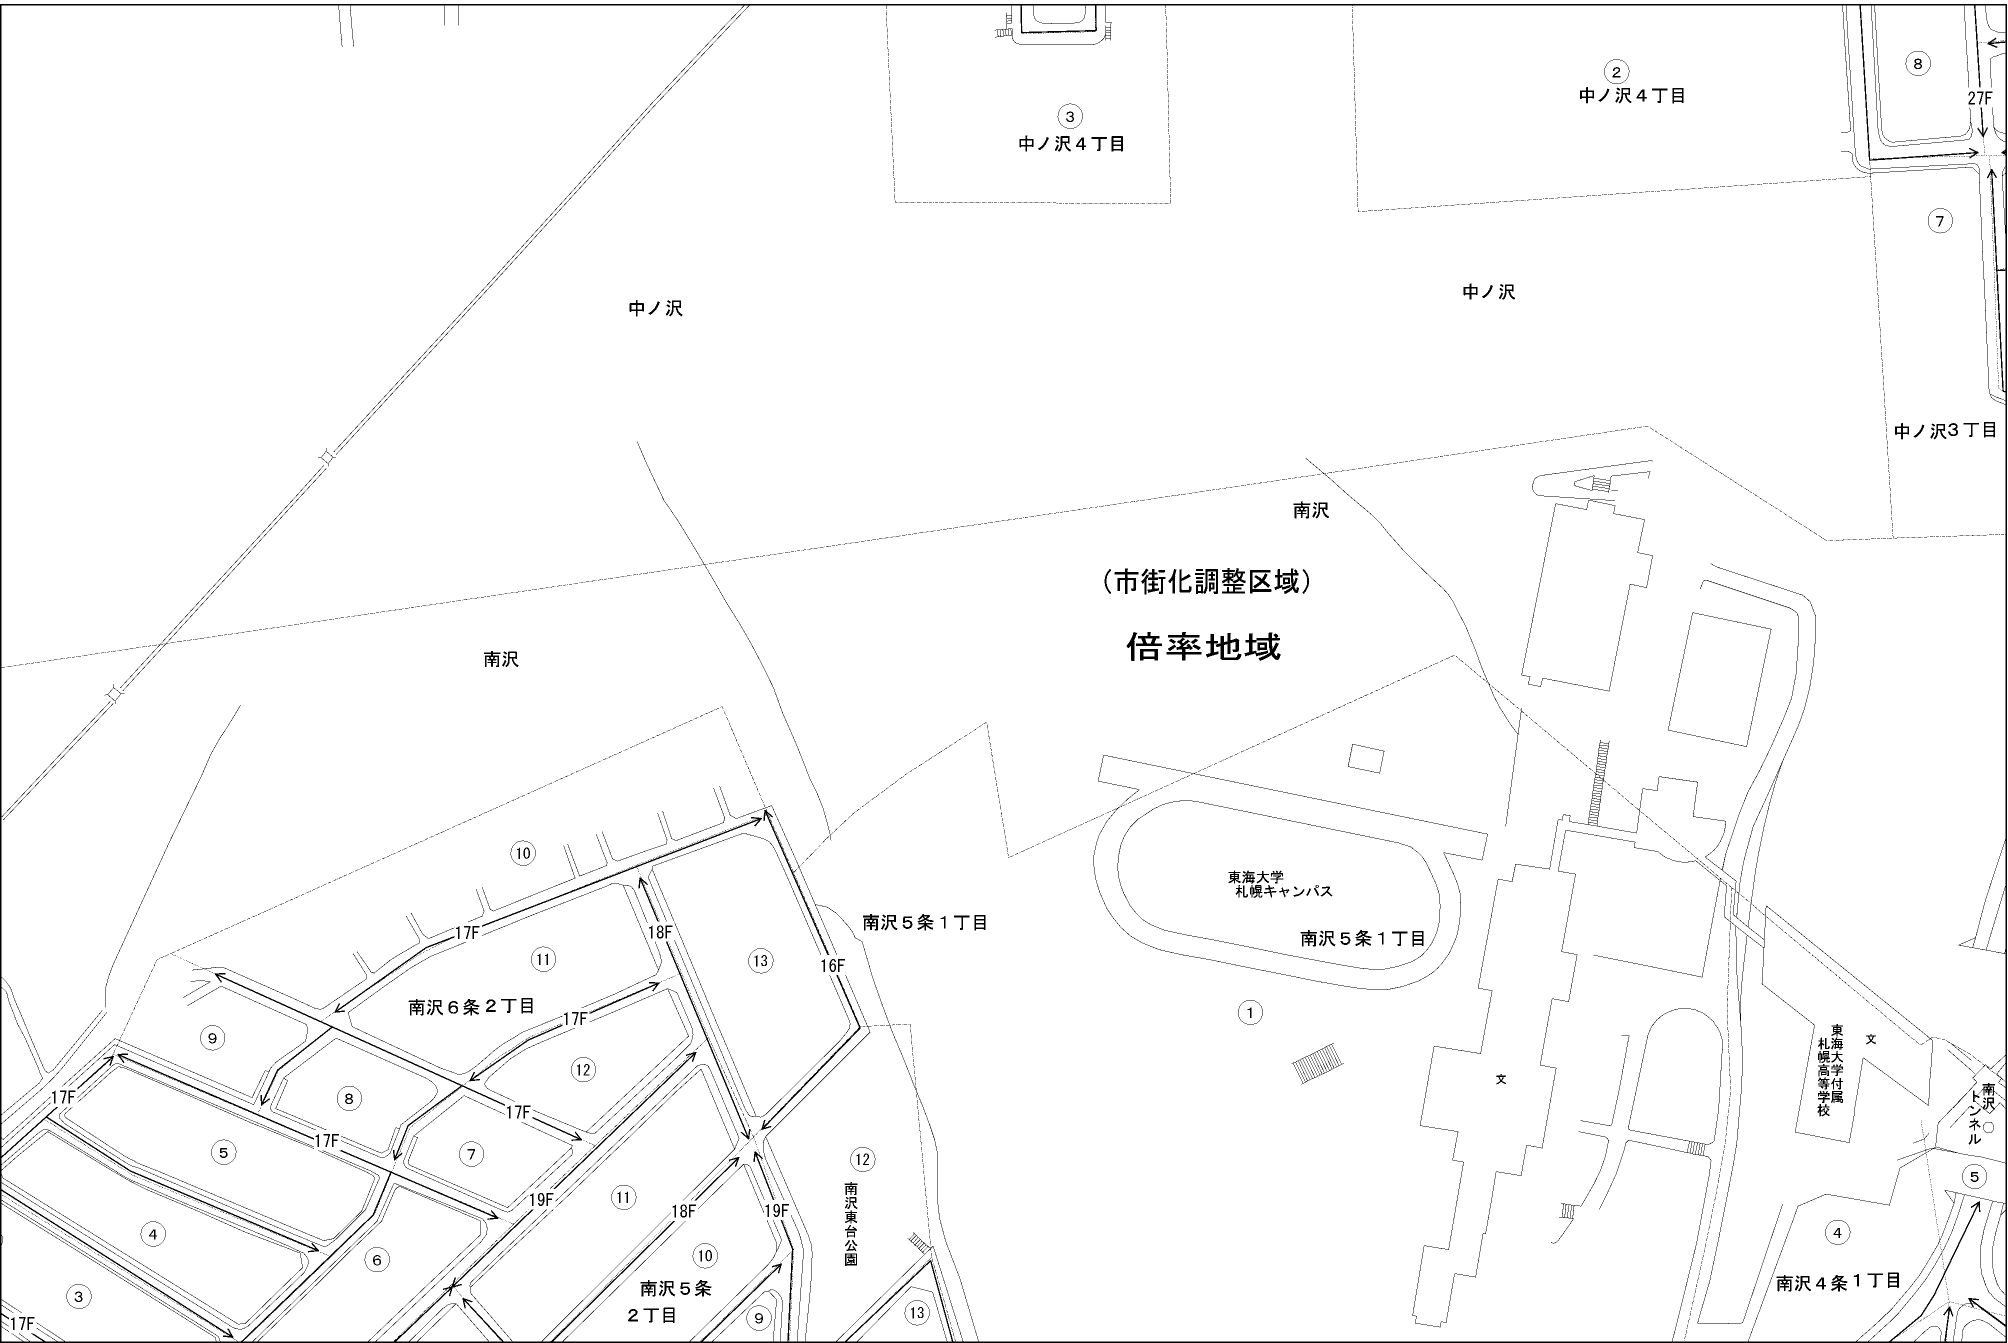 ②
中ノ沢４丁目
⑧
27F
③
中ノ沢４丁目
⑦
中ノ沢
中ノ沢
中ノ沢３丁目
南沢
（市街化調整区域）
倍率地域
南沢
⑩
17F
18F
⑪
⑬
16F
南沢６条２丁目
17F
⑨
⑫
⑧
17F
17F
17F
⑦
⑤
④
⑥
③
17F
19F
⑪
18F
19F
⑩
南沢５条
２丁目
⑨
南沢５条１丁目
⑫
南沢東台公園
⑬
東海大学
札幌キャンパス
南沢５条１丁目
①
文
東海大学付属
札幌高等学校
文
南沢
トンネル
⑤
④
南沢４条１丁目